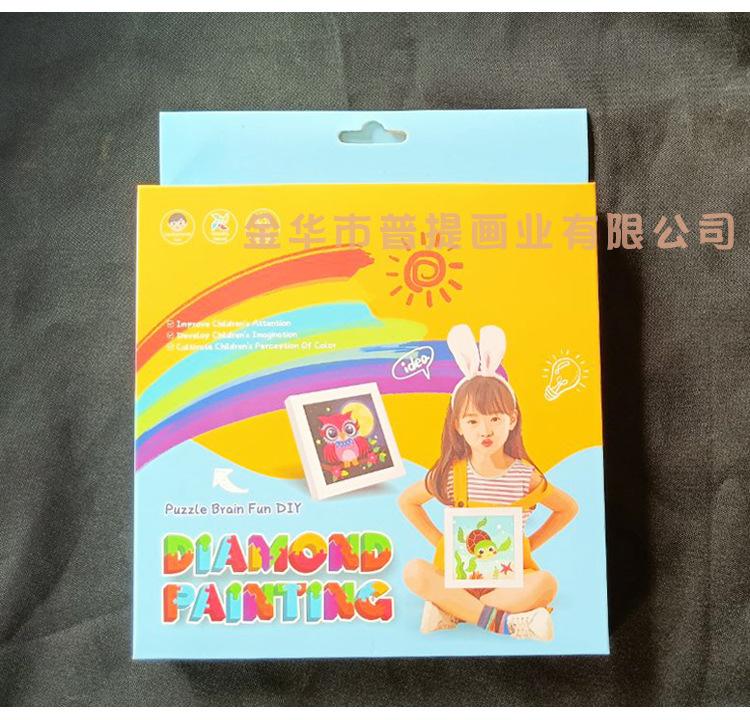 金华市普提画业有限公司
☑ Improve Children's Attention
☑ Develop Children's Imagination
☑ Cultivate Children's Perception Of Color
idea
Puzzle Brain Fun DIY
DIAMOND
PAINTING